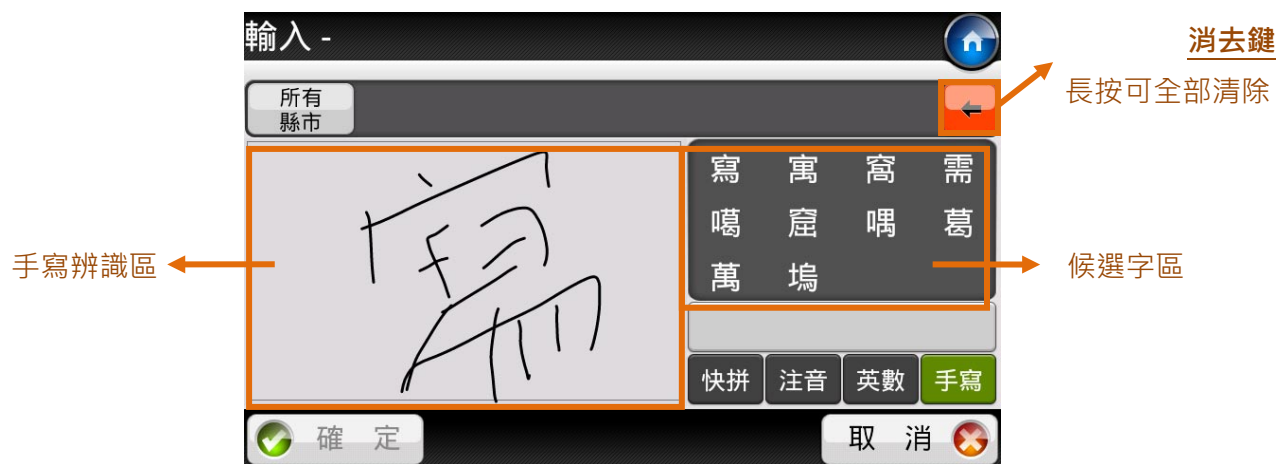 輸入 -
消去鍵
長按可全部清除
所有
縣市
寫 寓 窩 需
噶 窟 喁 葛
萬 塢
手寫辨識區
寫
候選字區
快拼 注音 英數 手寫
確 定
取 消